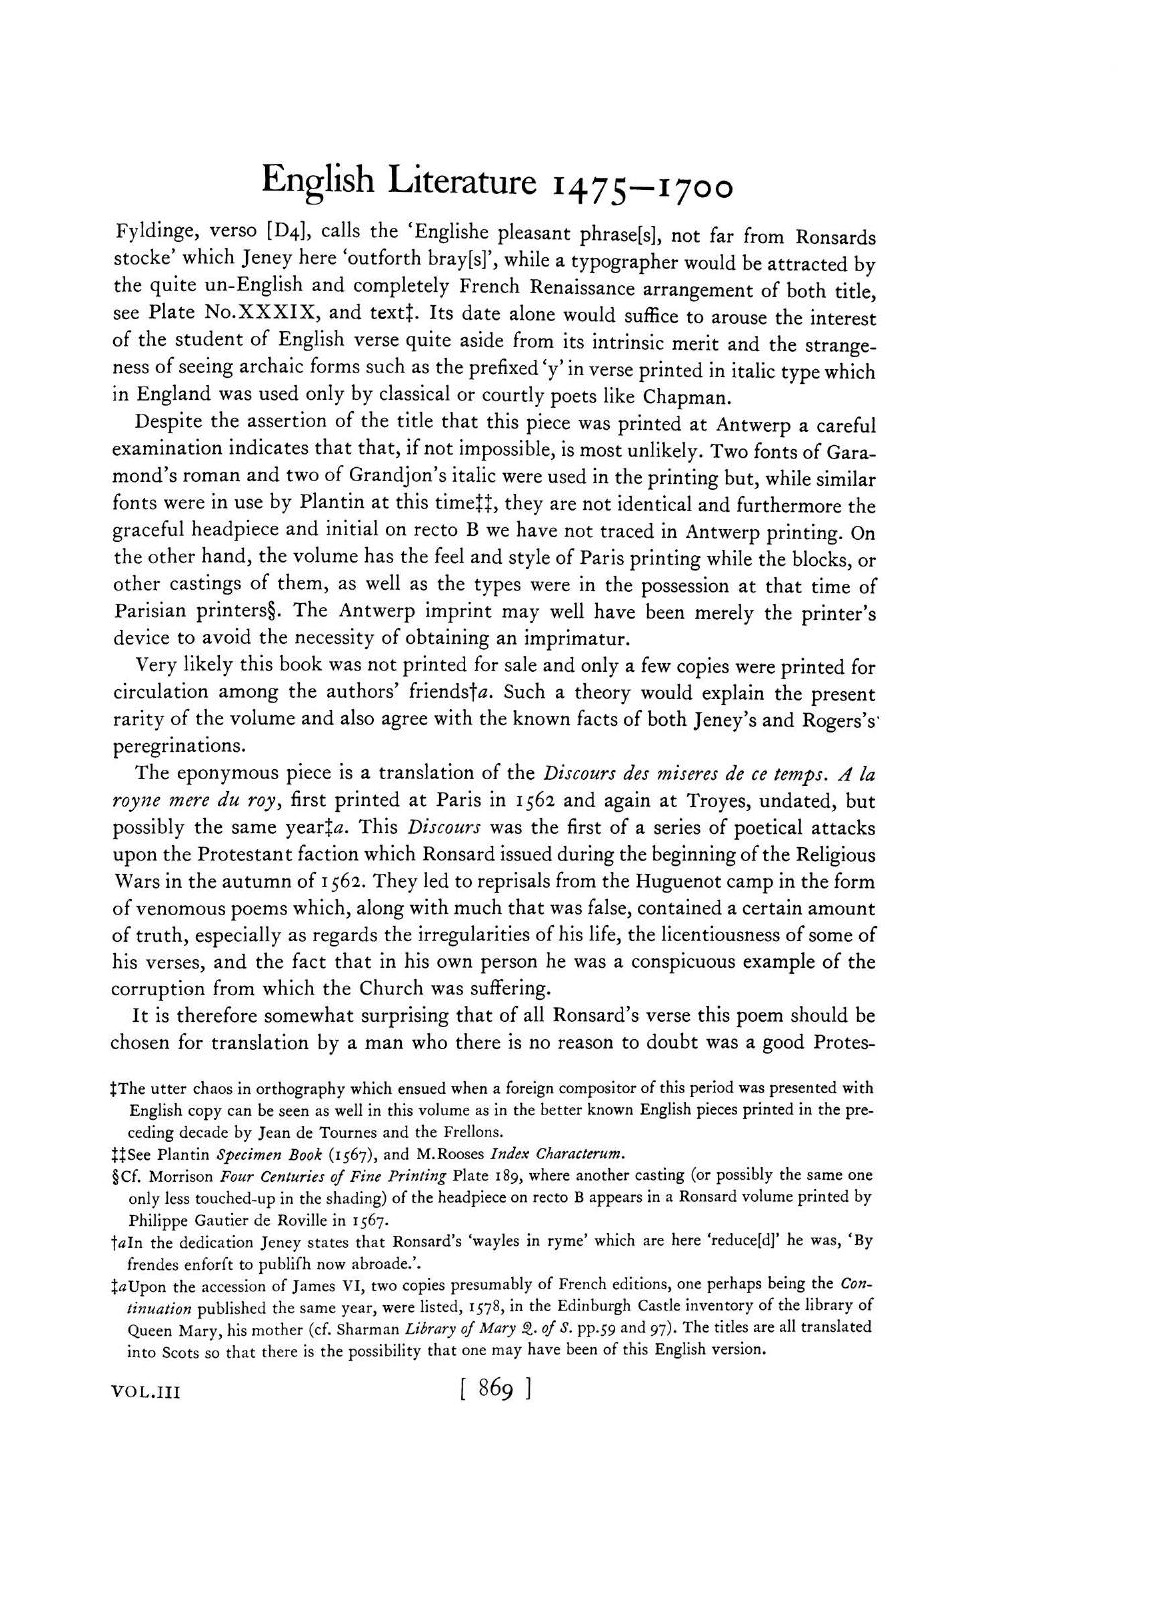 English Literature 1475—1700
Fyldinge, verso [D4], calls the ‘Englishe pleasant phrase[s], not far from Ronsards
stocke’ which Jeney here ‘outforth bray[s]’, while a typographer would be attracted by
the quite un-English and completely French Renaissance arrangement of both title,
see Plate No.XXXIX, and text‡. Its date alone would suffice to arouse the interest
of the student of English verse quite aside from its intrinsic merit and the strange-
ness of seeing archaic forms such as the prefixed ‘y’ in verse printed in italic type which
in England was used only by classical or courtly poets like Chapman.
Despite the assertion of the title that this piece was printed at Antwerp a careful
examination indicates that that, if not impossible, is most unlikely. Two fonts of Gara-
mond’s roman and two of Grandjon’s italic were used in the printing but, while similar
fonts were in use by Plantin at this time‡‡, they are not identical and furthermore the
graceful headpiece and initial on recto B we have not traced in Antwerp printing. On
the other hand, the volume has the feel and style of Paris printing while the blocks, or
other castings of them, as well as the types were in the possession at that time of
Parisian printers§. The Antwerp imprint may well have been merely the printer’s
device to avoid the necessity of obtaining an imprimatur.
Very likely this book was not printed for sale and only a few copies were printed for
circulation among the authors’ friends†a. Such a theory would explain the present
rarity of the volume and also agree with the known facts of both Jeney’s and Rogers’s
peregrinations.
The eponymous piece is a translation of the Discours des miseres de ce temps. A la
royne mere du roy, first printed at Paris in 1562 and again at Troyes, undated, but
possibly the same year‡a. This Discours was the first of a series of poetical attacks
upon the Protestant faction which Ronsard issued during the beginning of the Religious
Wars in the autumn of 1562. They led to reprisals from the Huguenot camp in the form
of venomous poems which, along with much that was false, contained a certain amount
of truth, especially as regards the irregularities of his life, the licentiousness of some of
his verses, and the fact that in his own person he was a conspicuous example of the
corruption from which the Church was suffering.
It is therefore somewhat surprising that of all Ronsard’s verse this poem should be
chosen for translation by a man who there is no reason to doubt was a good Protes-
‡The utter chaos in orthography which ensued when a foreign compositor of this period was presented with
English copy can be seen as well in this volume as in the better known English pieces printed in the pre-
ceding decade by Jean de Tournes and the Frellons.
‡‡See Plantin Specimen Book (1567), and M.Rooses Index Characterum.
§Cf. Morrison Four Centuries of Fine Printing Plate 189, where another casting (or possibly the same one
only less touched-up in the shading) of the headpiece on recto B appears in a Ronsard volume printed by
Philippe Gautier de Roville in 1567.
†aIn the dedication Jeney states that Ronsard’s ‘wayles in ryme’ which are here ‘reduce[d]’ he was, ‘By
frendes enforſt to publiſh now abroade.’.
‡aUpon the accession of James VI, two copies presumably of French editions, one perhaps being the Con-
tinuation published the same year, were listed, 1578, in the Edinburgh Castle inventory of the library of
Queen Mary, his mother (cf. Sharman Library of Mary Q. of S. pp.59 and 97). The titles are all translated
into Scots so that there is the possibility that one may have been of this English version.
VOL.III [ 869 ]